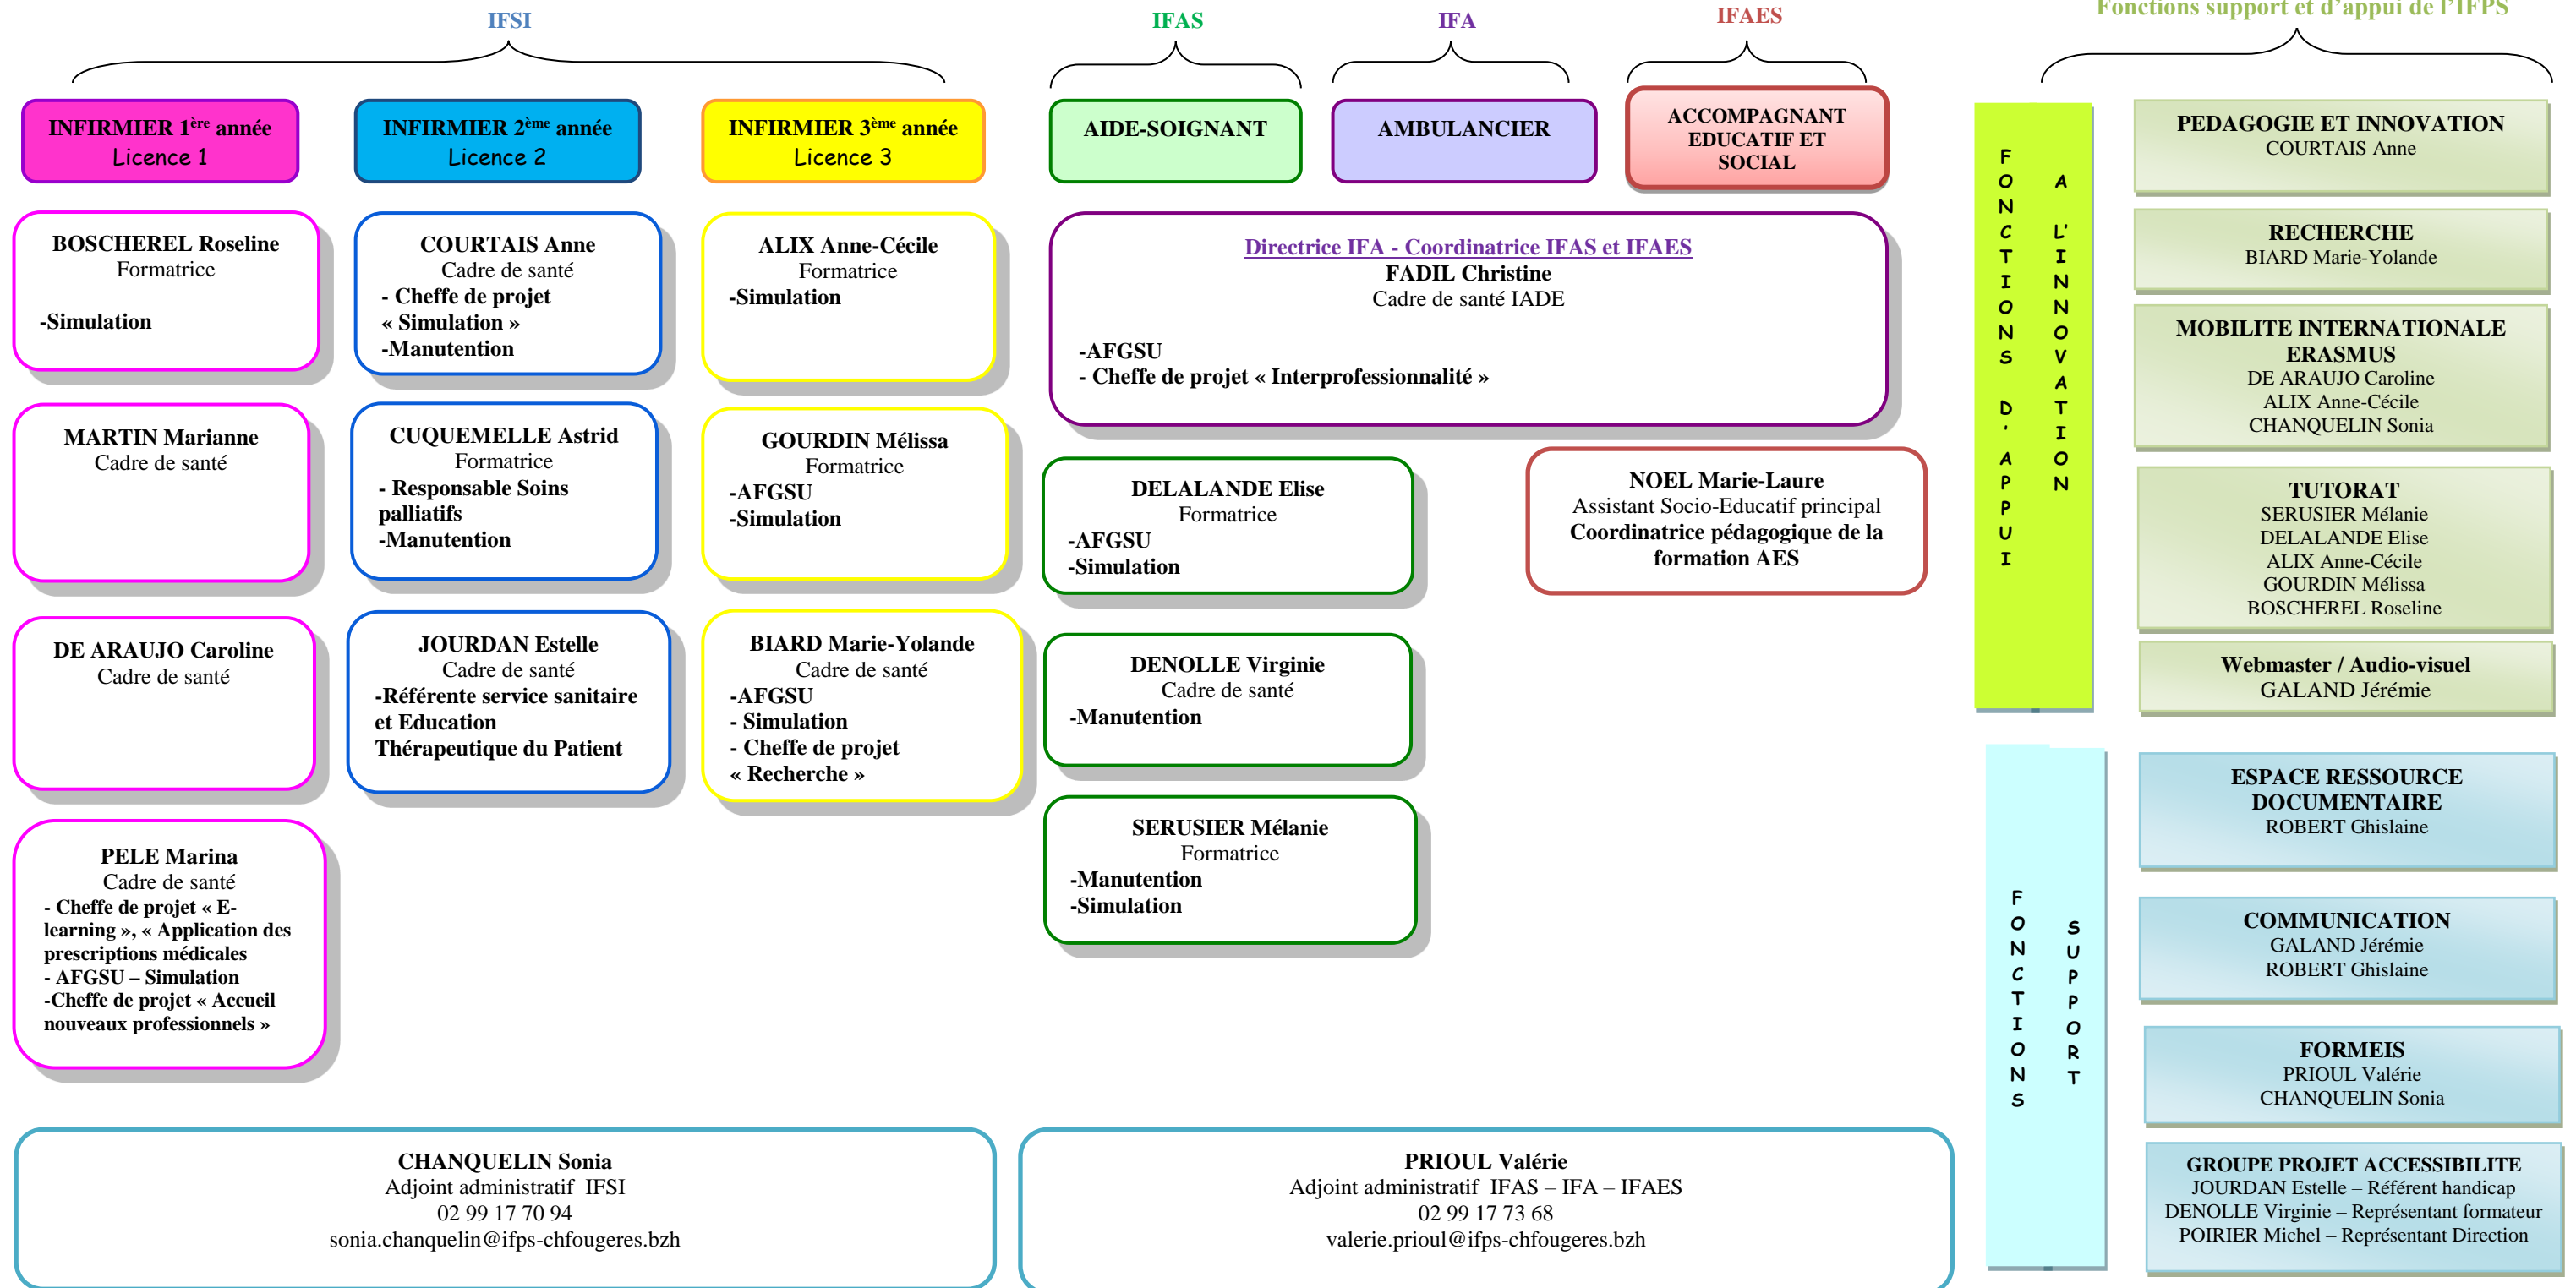 IFSI
IFAS
IFA
IFAES
Fonctions support et d'appui de l'IFPS
INFIRMIER 1ère année
Licence 1
INFIRMIER 2ème année
Licence 2
INFIRMIER 3ème année
Licence 3
AIDE-SOIGNANT
AMBULANCIER
ACCOMPAGNANT
EDUCATIF ET
SOCIAL
BOSCHEREL Roseline
Formatrice
-Simulation
MARTIN Marianne
Cadre de santé
DE ARAUJO Caroline
Cadre de santé
PELE Marina
Cadre de santé
- Cheffe de projet « E-
learning », « Application des
prescriptions médicales
- AFGSU – Simulation
-Cheffe de projet « Accueil
nouveaux professionnels »
COURTAIS Anne
Cadre de santé
- Cheffe de projet
« Simulation »
-Manutention
CUQUEMELLE Astrid
Formatrice
- Responsable Soins
palliatifs
-Manutention
JOURDAN Estelle
Cadre de santé
-Référente service sanitaire
et Education
Thérapeutique du Patient
ALIX Anne-Cécile
Formatrice
-Simulation
GOURDIN Mélissa
Formatrice
-AFGSU
-Simulation
BIARD Marie-Yolande
Cadre de santé
-AFGSU
- Simulation
- Cheffe de projet
« Recherche »
Directrice IFA - Coordinatrice IFAS et IFAES
FADIL Christine
Cadre de santé IADE
-AFGSU
- Cheffe de projet « Interprofessionnalité »
DELALANDE Elise
Formatrice
-AFGSU
-Simulation
DENOLLE Virginie
Cadre de santé
-Manutention
SERUSIER Mélanie
Formatrice
-Manutention
-Simulation
NOEL Marie-Laure
Assistant Socio-Educatif principal
Coordinatrice pédagogique de la
formation AES
CHANQUELIN Sonia
Adjoint administratif IFSI
02 99 17 70 94
sonia.chanquelin@ifps-chfougeres.bzh
PRIOUL Valérie
Adjoint administratif IFAS – IFA – IFAES
02 99 17 73 68
valerie.prioul@ifps-chfougeres.bzh
FONCTIONS D'APPUI
A L'INNOVATION
PEDAGOGIE ET INNOVATION
COURTAIS Anne
RECHERCHE
BIARD Marie-Yolande
MOBILITE INTERNATIONALE
ERASMUS
DE ARAUJO Caroline
ALIX Anne-Cécile
CHANQUELIN Sonia
TUTORAT
SERUSIER Mélanie
DELALANDE Elise
ALIX Anne-Cécile
GOURDIN Mélissa
BOSCHEREL Roseline
Webmaster / Audio-visuel
GALAND Jérémie
FONCTIONS
SUPPORT
ESPACE RESSOURCE
DOCUMENTAIRE
ROBERT Ghislaine
COMMUNICATION
GALAND Jérémie
ROBERT Ghislaine
FORMEIS
PRIOUL Valérie
CHANQUELIN Sonia
GROUPE PROJET ACCESSIBILITE
JOURDAN Estelle – Référent handicap
DENOLLE Virginie – Représentant formateur
POIRIER Michel – Représentant Direction